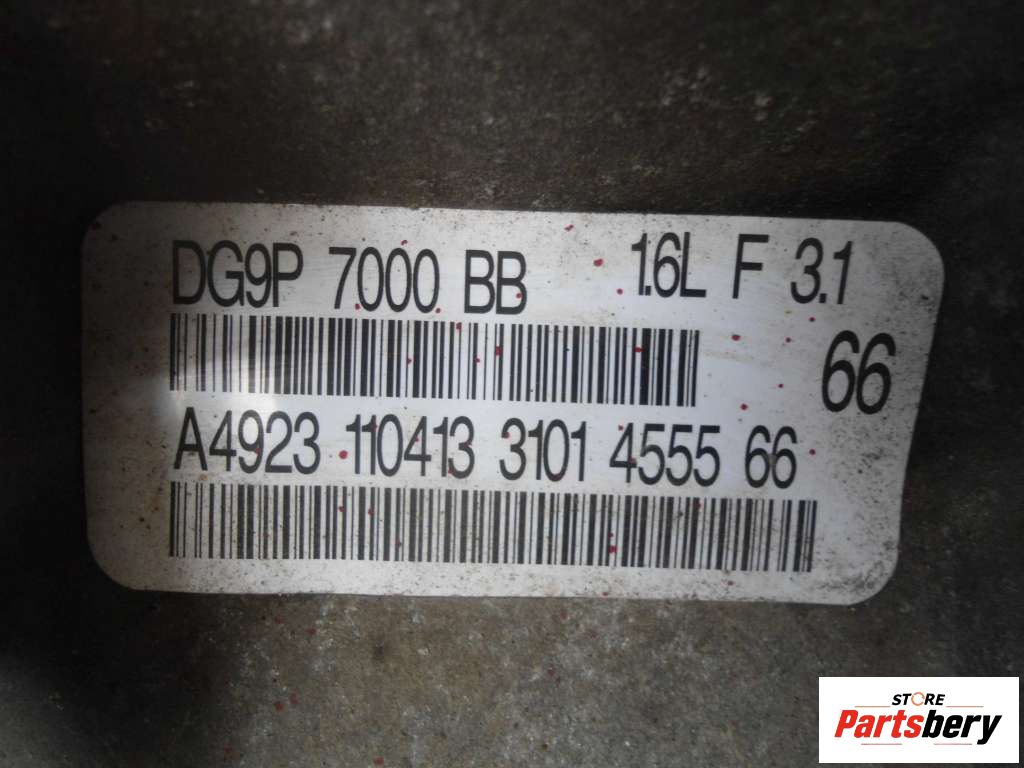 DG9P 7000 BB 1.6L F 3.1
66
A4923 110413 3101 4555 66
STORE
Partsbery